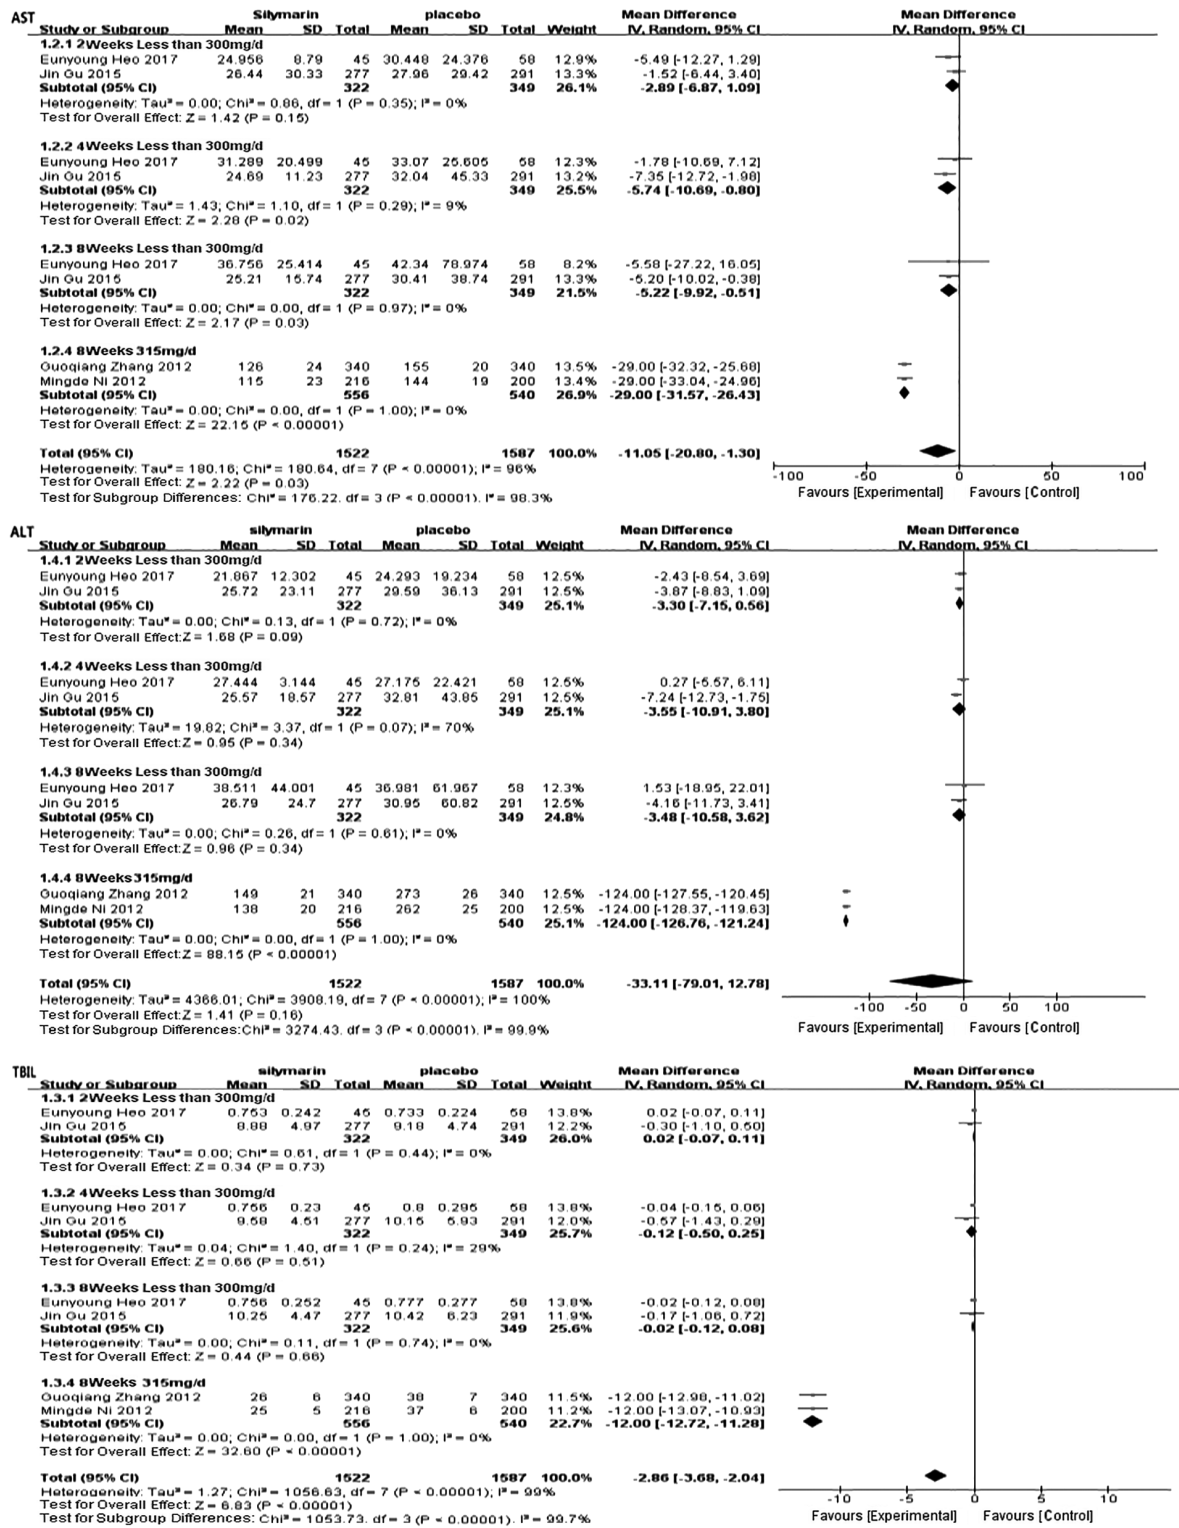 AST Silymarin placebo Mean Difference Mean Difference
Study or Subgroup Mean SD Total Mean SD Total Weight IV, Random, 95% CI IV, Random, 95% CI
1.2.1 2Weeks Less than 300mg/d
Eunyoung Heo 2017 24.956 8.79 45 30.448 24.376 58 12.9% -5.49 [-12.27, 1.29]
Jin Gu 2015 26.44 30.33 277 27.96 29.42 291 13.3% -1.52 [-6.44, 3.40]
Subtotal (95% CI) 322 349 26.1% -2.89 [-6.87, 1.09]
Heterogeneity: Tau² = 0.00; Chi² = 0.86, df = 1 (P = 0.35); I² = 0%
Test for Overall Effect: Z = 1.42 (P = 0.15)
1.2.2 4Weeks Less than 300mg/d
Eunyoung Heo 2017 31.289 20.499 45 33.07 25.605 58 12.3% -1.78 [-10.69, 7.12]
Jin Gu 2015 24.69 11.23 277 32.04 45.33 291 13.2% -7.35 [-12.72, -1.98]
Subtotal (95% CI) 322 349 25.5% -5.74 [-10.69, -0.80]
Heterogeneity: Tau² = 1.43; Chi² = 1.10, df = 1 (P = 0.29); I² = 9%
Test for Overall Effect: Z = 2.28 (P = 0.02)
1.2.3 8Weeks Less than 300mg/d
Eunyoung Heo 2017 36.756 25.414 45 42.34 78.974 58 8.2% -5.58 [-27.22, 16.05]
Jin Gu 2015 25.21 15.74 277 30.41 38.74 291 13.3% -5.20 [-10.02, -0.38]
Subtotal (95% CI) 322 349 21.5% -5.22 [-9.92, -0.51]
Heterogeneity: Tau² = 0.00; Chi² = 0.00, df = 1 (P = 0.97); I² = 0%
Test for Overall Effect: Z = 2.17 (P = 0.03)
1.2.4 8Weeks 315mg/d
Guoqiang Zhang 2012 126 24 340 155 20 340 13.5% -29.00 [-32.32, -25.68]
Mingde Ni 2012 115 23 216 144 19 200 13.4% -29.00 [-33.04, -24.96]
Subtotal (95% CI) 556 540 26.9% -29.00 [-31.57, -26.43]
Heterogeneity: Tau² = 0.00; Chi² = 0.00, df = 1 (P = 1.00); I² = 0%
Test for Overall Effect: Z = 22.15 (P < 0.00001)
Total (95% CI) 1522 1587 100.0% -11.05 [-20.80, -1.30]
Heterogeneity: Tau² = 180.16; Chi² = 180.64, df = 7 (P < 0.00001); I² = 96%
Test for Overall Effect: Z = 2.22 (P = 0.03)
Test for Subgroup Differences: Chi² = 176.22. df = 3 (P < 0.00001). I² = 98.3%
-100 -50 0 50 100
Favours [Experimental] Favours [Control]
ALT silymarin placebo Mean Difference Mean Difference
Study or Subgroup Mean SD Total Mean SD Total Weight IV, Random, 95% CI IV, Random, 95% CI
1.4.1 2Weeks Less than 300mg/d
Eunyoung Heo 2017 21.867 12.302 45 24.293 19.234 58 12.5% -2.43 [-8.54, 3.69]
Jin Gu 2015 25.72 23.11 277 29.59 36.13 291 12.5% -3.87 [-8.83, 1.09]
Subtotal (95% CI) 322 349 25.1% -3.30 [-7.15, 0.56]
Heterogeneity: Tau² = 0.00; Chi² = 0.13, df = 1 (P = 0.72); I² = 0%
Test for Overall Effect:Z = 1.68 (P = 0.09)
1.4.2 4Weeks Less than 300mg/d
Eunyoung Heo 2017 27.444 3.144 45 27.175 22.421 58 12.5% 0.27 [-5.57, 6.11]
Jin Gu 2015 25.57 18.57 277 32.81 43.85 291 12.5% -7.24 [-12.73, -1.75]
Subtotal (95% CI) 322 349 25.1% -3.55 [-10.91, 3.80]
Heterogeneity: Tau² = 19.82; Chi² = 3.37, df = 1 (P = 0.07); I² = 70%
Test for Overall Effect:Z = 0.95 (P = 0.34)
1.4.3 8Weeks Less than 300mg/d
Eunyoung Heo 2017 38.511 44.001 45 36.981 61.967 58 12.3% 1.53 [-18.95, 22.01]
Jin Gu 2015 26.79 24.7 277 30.95 60.82 291 12.5% -4.16 [-11.73, 3.41]
Subtotal (95% CI) 322 349 24.8% -3.48 [-10.58, 3.62]
Heterogeneity: Tau² = 0.00; Chi² = 0.26, df = 1 (P = 0.61); I² = 0%
Test for Overall Effect:Z = 0.96 (P = 0.34)
1.4.4 8Weeks315mg/d
Guoqiang Zhang 2012 149 21 340 273 26 340 12.5% -124.00 [-127.55, -120.45]
Mingde Ni 2012 138 20 216 262 25 200 12.5% -124.00 [-128.37, -119.63]
Subtotal (95% CI) 556 540 25.1% -124.00 [-126.76, -121.24]
Heterogeneity: Tau² = 0.00; Chi² = 0.00, df = 1 (P = 1.00); I² = 0%
Test for Overall Effect:Z = 88.15 (P < 0.00001)
Total (95% CI) 1522 1587 100.0% -33.11 [-79.01, 12.78]
Heterogeneity: Tau² = 4366.01; Chi² = 3908.19, df = 7 (P < 0.00001); I² = 100%
Test for Overall Effect: Z = 1.41 (P = 0.16)
Test for Subgroup Differences:Chi² = 3274.43. df = 3 (P < 0.00001). I² = 99.9%
-100 -50 0 50 100
Favours [Experimental] Favours [Control]
TBIL silymarin placebo Mean Difference Mean Difference
Study or Subgroup Mean SD Total Mean SD Total Weight IV, Random, 95% CI IV, Random, 95% CI
1.3.1 2Weeks Less than 300mg/d
Eunyoung Heo 2017 0.753 0.242 45 0.733 0.224 58 13.8% 0.02 [-0.07, 0.11]
Jin Gu 2015 8.88 4.97 277 9.18 4.74 291 12.2% -0.30 [-1.10, 0.50]
Subtotal (95% CI) 322 349 26.0% 0.02 [-0.07, 0.11]
Heterogeneity: Tau² = 0.00; Chi² = 0.61, df = 1 (P = 0.44); I² = 0%
Test for Overall Effect: Z = 0.34 (P = 0.73)
1.3.2 4Weeks Less than 300mg/d
Eunyoung Heo 2017 0.756 0.23 45 0.8 0.295 58 13.8% -0.04 [-0.15, 0.06]
Jin Gu 2015 9.58 4.51 277 10.15 5.93 291 12.0% -0.57 [-1.43, 0.29]
Subtotal (95% CI) 322 349 25.7% -0.12 [-0.50, 0.25]
Heterogeneity: Tau² = 0.04; Chi² = 1.40, df = 1 (P = 0.24); I² = 29%
Test for Overall Effect: Z = 0.66 (P = 0.51)
1.3.3 8Weeks Less than 300mg/d
Eunyoung Heo 2017 0.756 0.252 45 0.777 0.277 58 13.8% -0.02 [-0.12, 0.08]
Jin Gu 2015 10.25 4.47 277 10.42 6.23 291 11.9% -0.17 [-1.06, 0.72]
Subtotal (95% CI) 322 349 25.6% -0.02 [-0.12, 0.08]
Heterogeneity: Tau² = 0.00; Chi² = 0.11, df = 1 (P = 0.74); I² = 0%
Test for Overall Effect: Z = 0.44 (P = 0.66)
1.3.4 8Weeks 315mg/d
Guoqiang Zhang 2012 26 6 340 38 7 340 11.5% -12.00 [-12.98, -11.02]
Mingde Ni 2012 25 5 216 37 6 200 11.2% -12.00 [-13.07, -10.93]
Subtotal (95% CI) 556 540 22.7% -12.00 [-12.72, -11.28]
Heterogeneity: Tau² = 0.00; Chi² = 0.00, df = 1 (P = 1.00); I² = 0%
Test for Overall Effect: Z = 32.60 (P < 0.00001)
Total (95% CI) 1522 1587 100.0% -2.86 [-3.68, -2.04]
Heterogeneity: Tau² = 1.27; Chi² = 1056.63, df = 7 (P < 0.00001); I² = 99%
Test for Overall Effect: Z = 6.83 (P < 0.00001)
Test for Subgroup Differences: Chi² = 1053.73. df = 3 (P < 0.00001). I² = 99.7%
-10 -5 0 5 10
Favours [Experimental] Favours [Control]